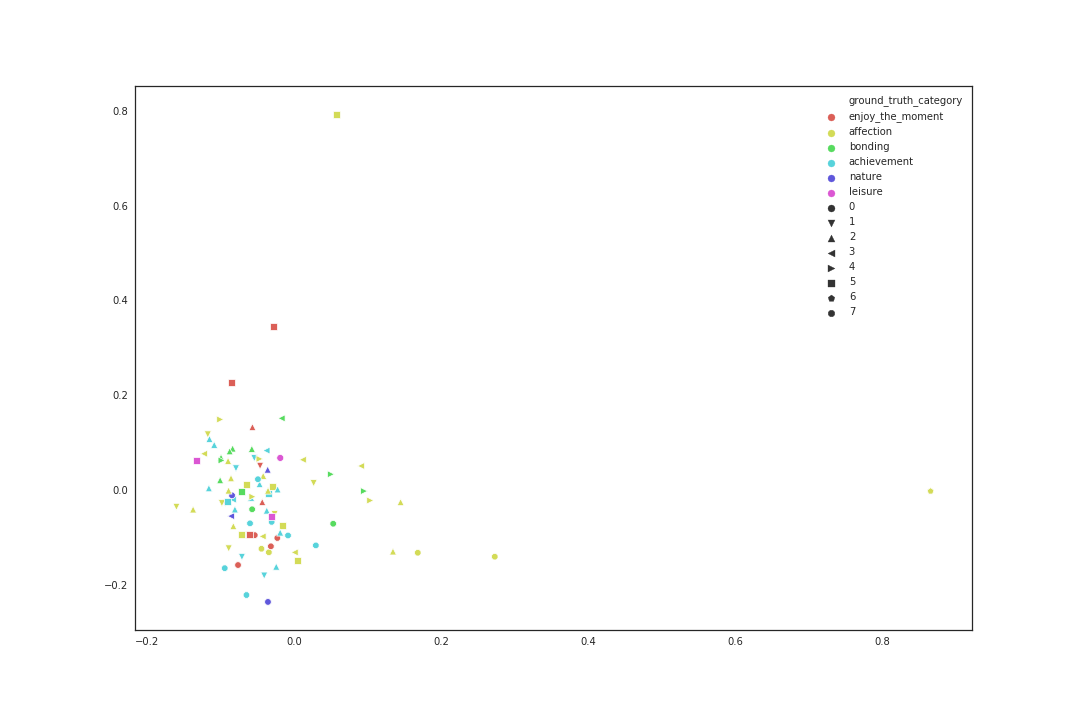 0.8
0.6
0.4
0.2
0.0
−0.2
−0.2
0.0
0.2
0.4
0.6
0.8
ground_truth_category
enjoy_the_moment
affection
bonding
achievement
nature
leisure
0
1
2
3
4
5
6
7